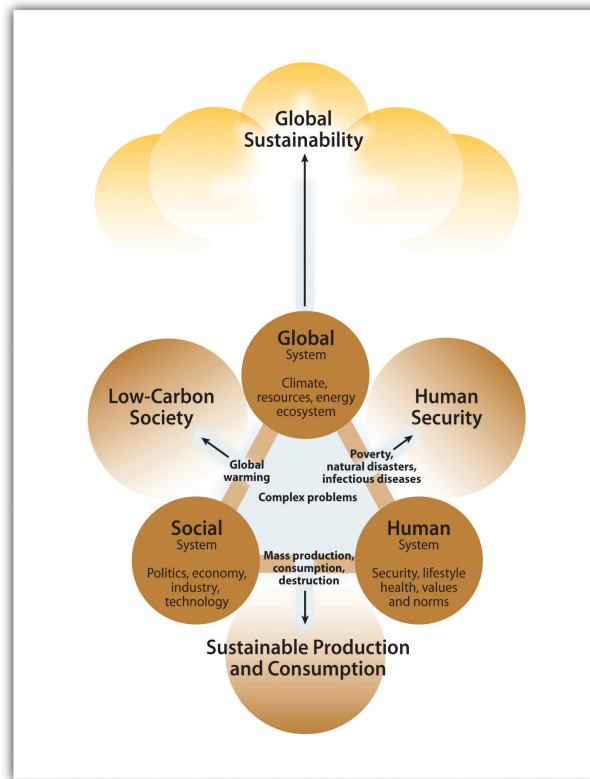 Global
Sustainability
Global
System
Climate,
resources, energy
ecosystem
Low-Carbon
Society
Human
Security
Global
warming
Poverty,
natural disasters,
infectious diseases
Complex problems
Social
System
Politics, economy,
industry,
technology
Mass production,
consumption,
destruction
Human
System
Security, lifestyle
health, values
and norms
Sustainable Production
and Consumption